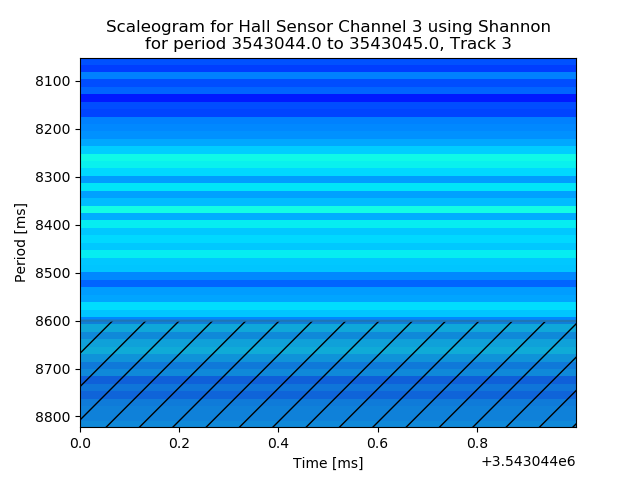 Scaleogram for Hall Sensor Channel 3 using Shannon
for period 3543044.0 to 3543045.0, Track 3
8100
8200
8300
8400
8500
8600
8700
8800
Period [ms]
0.0 0.2 0.4 0.6 0.8
Time [ms]
+3.543044e6